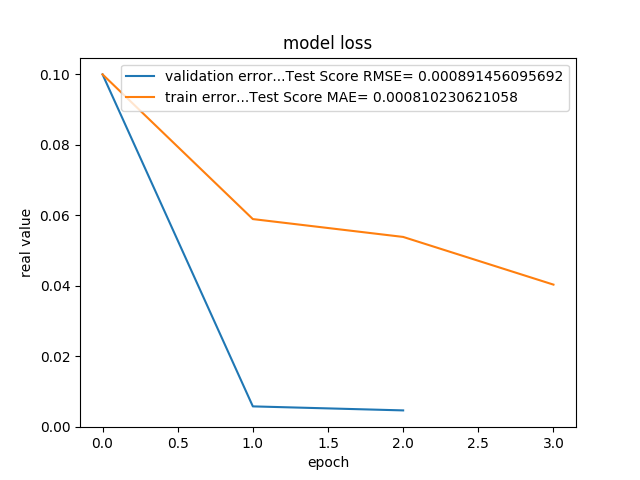 model loss
validation error...Test Score RMSE= 0.000891456095692
train error...Test Score MAE= 0.000810230621058
real value
0.10
0.08
0.06
0.04
0.02
0.00
0.0 0.5 1.0 1.5 2.0 2.5 3.0
epoch